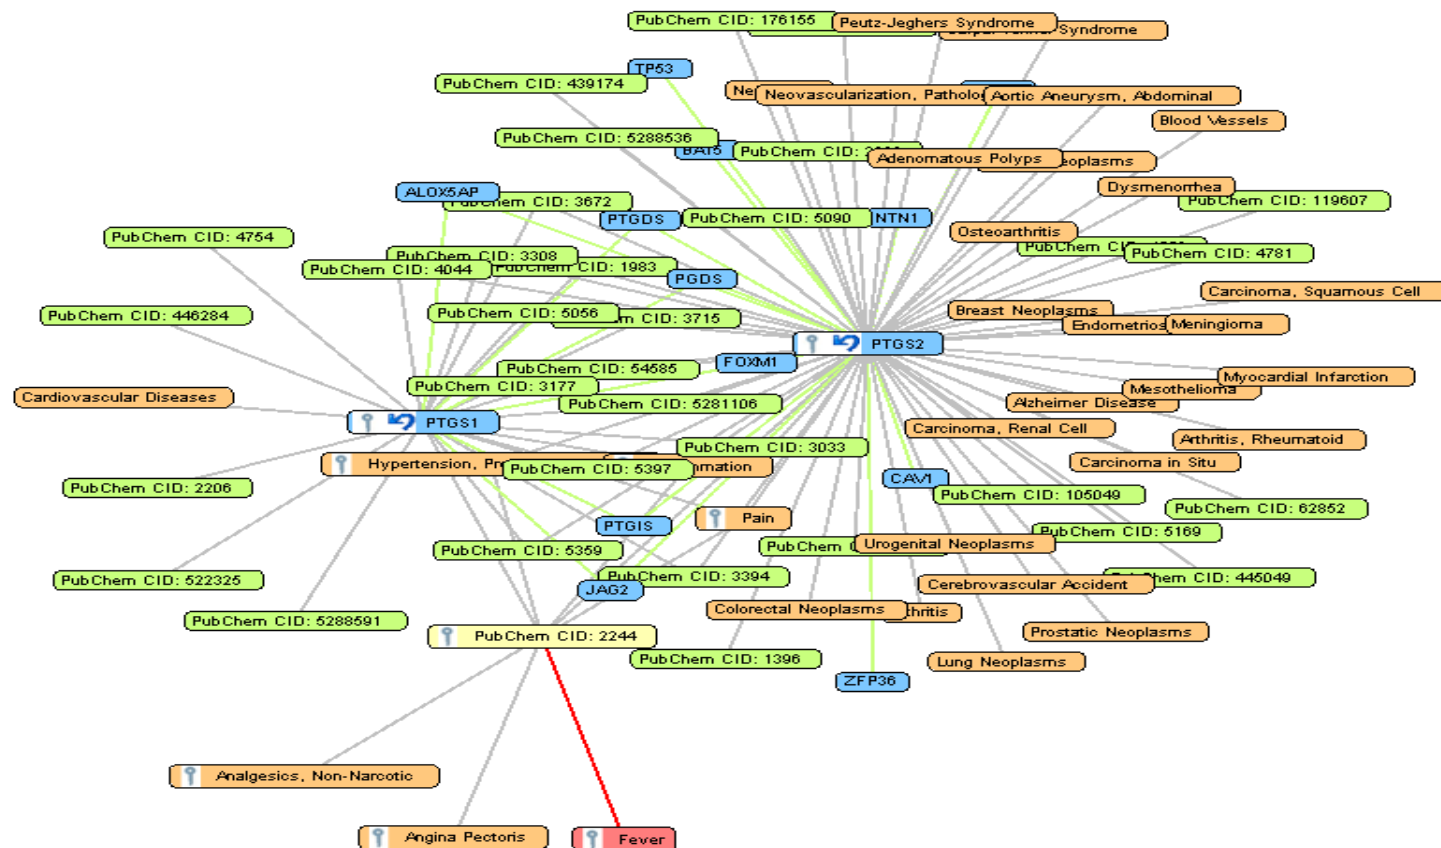 PubChem CID: 176155
Peutz-Jeghers Syndrome
Syndrome
TP53
PubChem CID: 439174
Neovascularization,
Aortic Aneurysm, Abdominal
Blood Vessels
PubChem CID: 5288536
PubChem CID:
Adenomatous Polyps
ALOX5AP
PubChem CID: 3672
Dysmenorrhea
PubChem CID: 119607
PTGDS
PubChem CID: 5090
NTN1
PubChem CID: 4754
Osteoarthritis
PubChem CID: 3308
PubChem CID:
PubChem CID: 4781
PubChem CID: 4044
PubChem CID: 1983
PGDS
Carcinoma, Squamous Cell
PubChem CID: 446284
PubChem CID: 5056
CID: 3715
Breast Neoplasms
Meningioma
PTGS2
FOXM1
PubChem CID: 54585
PubChem CID: 3177
Myocardial Infarction
Mesothelioma
Cardiovascular Diseases
PubChem CID: 5281106
Alzheimer Disease
PTGS1
Carcinoma, Renal Cell
Arthritis, Rheumatoid
PubChem CID: 3033
Hypertension,
PubChem CID: 5397
Carcinoma in Situ
CAV1
PubChem CID: 2206
PubChem CID: 105049
PubChem CID: 62852
Pain
PTGIS
PubChem CID: 5169
PubChem CID: 5359
PubChem
Urogenital Neoplasms
PubChem CID: 522325
PubChem CID: 3394
CID: 445049
JAG2
Cerebrovascular Accident
Colorectal Neoplasms
PubChem CID: 5288591
Prostatic Neoplasms
PubChem CID: 2244
PubChem CID: 1396
Lung Neoplasms
ZFP36
Analgesics, Non-Narcotic
Angina Pectoris
Fever